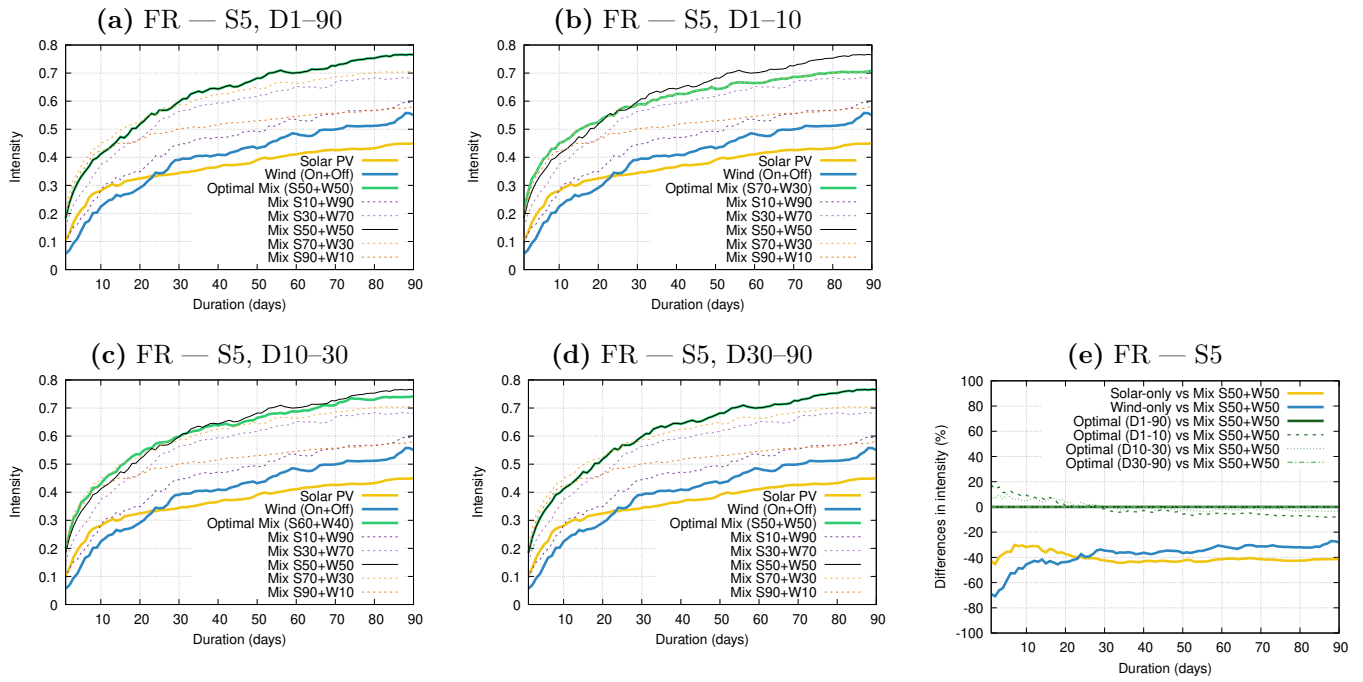 (a) FR — S5, D1–90
0.8
0.7
0.6
0.5
0.4
0.3
0.2
0.1
0
Intensity
Solar PV
Wind (On+Off)
Optimal Mix (S50+W50)
Mix S10+W90
Mix S30+W70
Mix S50+W50
Mix S70+W30
Mix S90+W10
10 20 30 40 50 60 70 80 90
Duration (days)
(b) FR — S5, D1–10
0.8
0.7
0.6
0.5
0.4
0.3
0.2
0.1
0
Intensity
Solar PV
Wind (On+Off)
Optimal Mix (S70+W30)
Mix S10+W90
Mix S30+W70
Mix S50+W50
Mix S70+W30
Mix S90+W10
10 20 30 40 50 60 70 80 90
Duration (days)
(c) FR — S5, D10–30
0.8
0.7
0.6
0.5
0.4
0.3
0.2
0.1
0
Intensity
Solar PV
Wind (On+Off)
Optimal Mix (S60+W40)
Mix S10+W90
Mix S30+W70
Mix S50+W50
Mix S70+W30
Mix S90+W10
10 20 30 40 50 60 70 80 90
Duration (days)
(d) FR — S5, D30–90
0.8
0.7
0.6
0.5
0.4
0.3
0.2
0.1
0
Intensity
Solar PV
Wind (On+Off)
Optimal Mix (S50+W50)
Mix S10+W90
Mix S30+W70
Mix S50+W50
Mix S70+W30
Mix S90+W10
10 20 30 40 50 60 70 80 90
Duration (days)
(e) FR — S5
100
80
60
40
20
0
-20
-40
-60
-80
-100
Differences in intensity (%)
Solar-only vs Mix S50+W50
Wind-only vs Mix S50+W50
Optimal (D1-90) vs Mix S50+W50
Optimal (D1-10) vs Mix S50+W50
Optimal (D10-30) vs Mix S50+W50
Optimal (D30-90) vs Mix S50+W50
10 20 30 40 50 60 70 80 90
Duration (days)